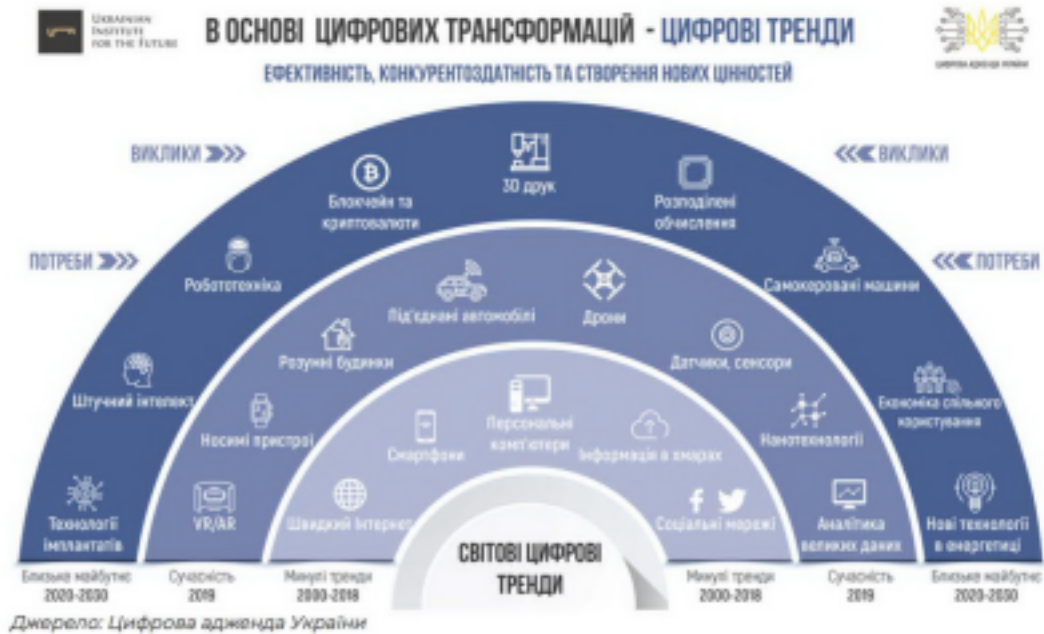 UKRAINIAN
INSTITUTE
FOR THE FUTURE
В ОСНОВІ ЦИФРОВИХ ТРАНСФОРМАЦІЙ - ЦИФРОВІ ТРЕНДИ
ЕФЕКТИВНІСТЬ, КОНКУРЕНТОЗДАТНІСТЬ ТА СТВОРЕННЯ НОВИХ ЦІННОСТЕЙ
ЦИФРОВА АДЖЕНДА УКРАЇНИ
ВИКЛИКИ
ВИКЛИКИ
ПОТРЕБИ
ПОТРЕБИ
3D друк
Блокчейн та
криптовалюти
Розподілені
обчислення
Робототехніка
Самокеровані машини
Штучний інтелект
Економіка спільного
користування
Технології
імплантатів
Нові технології
в енергетиці
Під'єднані автомобілі
Дрони
Розумні будинки
Датчики, сенсори
Носимі пристрої
Нанотехнології
VR/AR
Аналітика
великих даних
Персональні
комп'ютери
Смартфони
Інформація в хмарах
Швидкий Інтернет
Соціальні мережі
СВІТОВІ ЦИФРОВІ
ТРЕНДИ
Близьке майбутнє
2020-2030
Сучасність
2019
Минулі тренди
2000-2018
Минулі тренди
2000-2018
Сучасність
2019
Близьке майбутнє
2020-2030
Джерело: Цифрова адженда України